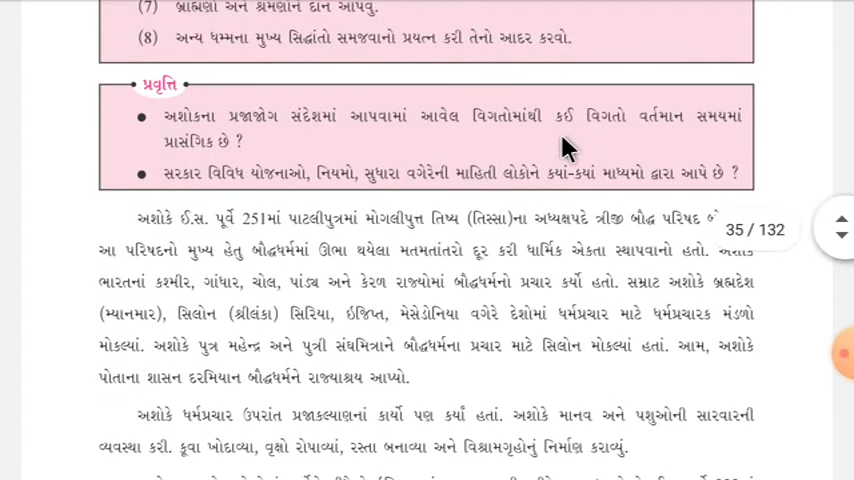 (7) બ્રાહ્મણો અને શ્રમણોને દાન આપવું.
(8) અન્ય ધમ્મના મુખ્ય સિદ્ધાંતો સમજવાનો પ્રયત્ન કરી તેનો આદર કરવો.
પ્રવૃત્તિ
● અશોકના પ્રજાજોગ સંદેશમાં આપવામાં આવેલ વિગતોમાંથી કઈ વિગતો વર્તમાન સમયમાં
પ્રાસંગિક છે ?
● સરકાર વિવિધ યોજનાઓ, નિયમો, સુધારા વગેરેની માહિતી લોકોને કયાં-કયાં માધ્યમો દ્વારા આપે છે ?
અશોકે ઈ.સ. પૂર્વે 251માં પાટલીપુત્રમાં મોગલીપુત્ત તિષ્ય (તિસ્સા)ના અધ્યક્ષપદે ત્રીજી બૌદ્ધ પરિષદ
35 / 132
આ પરિષદનો મુખ્ય હેતુ બૌદ્ધધર્મમાં ઊભા થયેલા મતમતાંતરો દૂર કરી ધાર્મિક એકતા સ્થાપવાનો હતો. અશોકે
ભારતનાં કશ્મીર, ગાંધાર, ચોલ, પાંડ્ય અને કેરળ રાજ્યોમાં બૌદ્ધધર્મનો પ્રચાર કર્યો હતો. સમ્રાટ અશોકે બ્રહ્મદેશ
(મ્યાનમાર), સિલોન (શ્રીલંકા) સિરિયા, ઇજિપ્ત, મેસેડોનિયા વગેરે દેશોમાં ધર્મપ્રચાર માટે ધર્મપ્રચારક મંડળો
મોકલ્યાં. અશોકે પુત્ર મહેન્દ્ર અને પુત્રી સંઘમિત્રાને બૌદ્ધધર્મના પ્રચાર માટે સિલોન મોકલ્યાં હતાં. આમ, અશોકે
પોતાના શાસન દરમિયાન બૌદ્ધધર્મને રાજ્યાશ્રય આપ્યો.
અશોકે ધર્મપ્રચાર ઉપરાંત પ્રજાકલ્યાણનાં કાર્યો પણ કર્યાં હતાં. અશોકે માનવ અને પશુઓની સારવારની
વ્યવસ્થા કરી. કૂવા ખોદાવ્યા, વૃક્ષો રોપાવ્યાં, રસ્તા બનાવ્યા અને વિશ્રામગૃહોનું નિર્માણ કરાવ્યું.